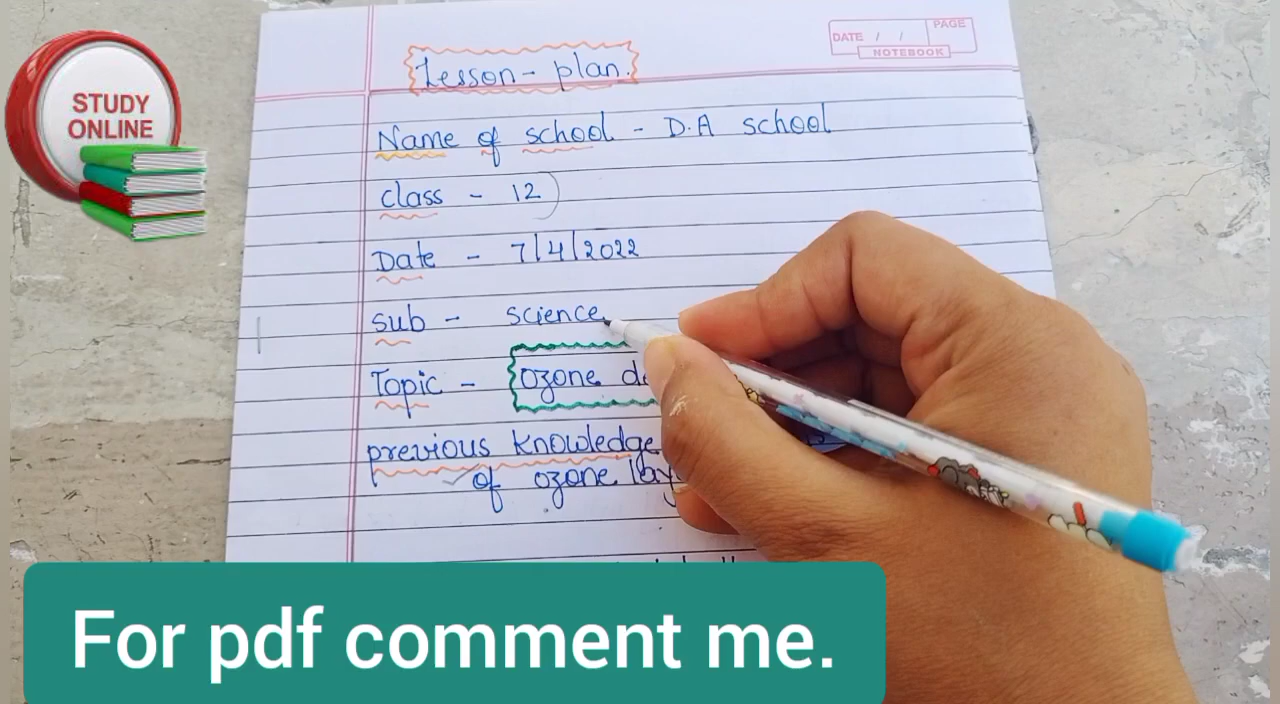 STUDY
ONLINE
DATE / /
PAGE
NOTEBOOK
Lesson - plan.
Name of school - D.A school
class - 12)
Date - 7/4/2022
sub - science
Topic - ozone
previous knowledge
of ozone
For pdf comment me.